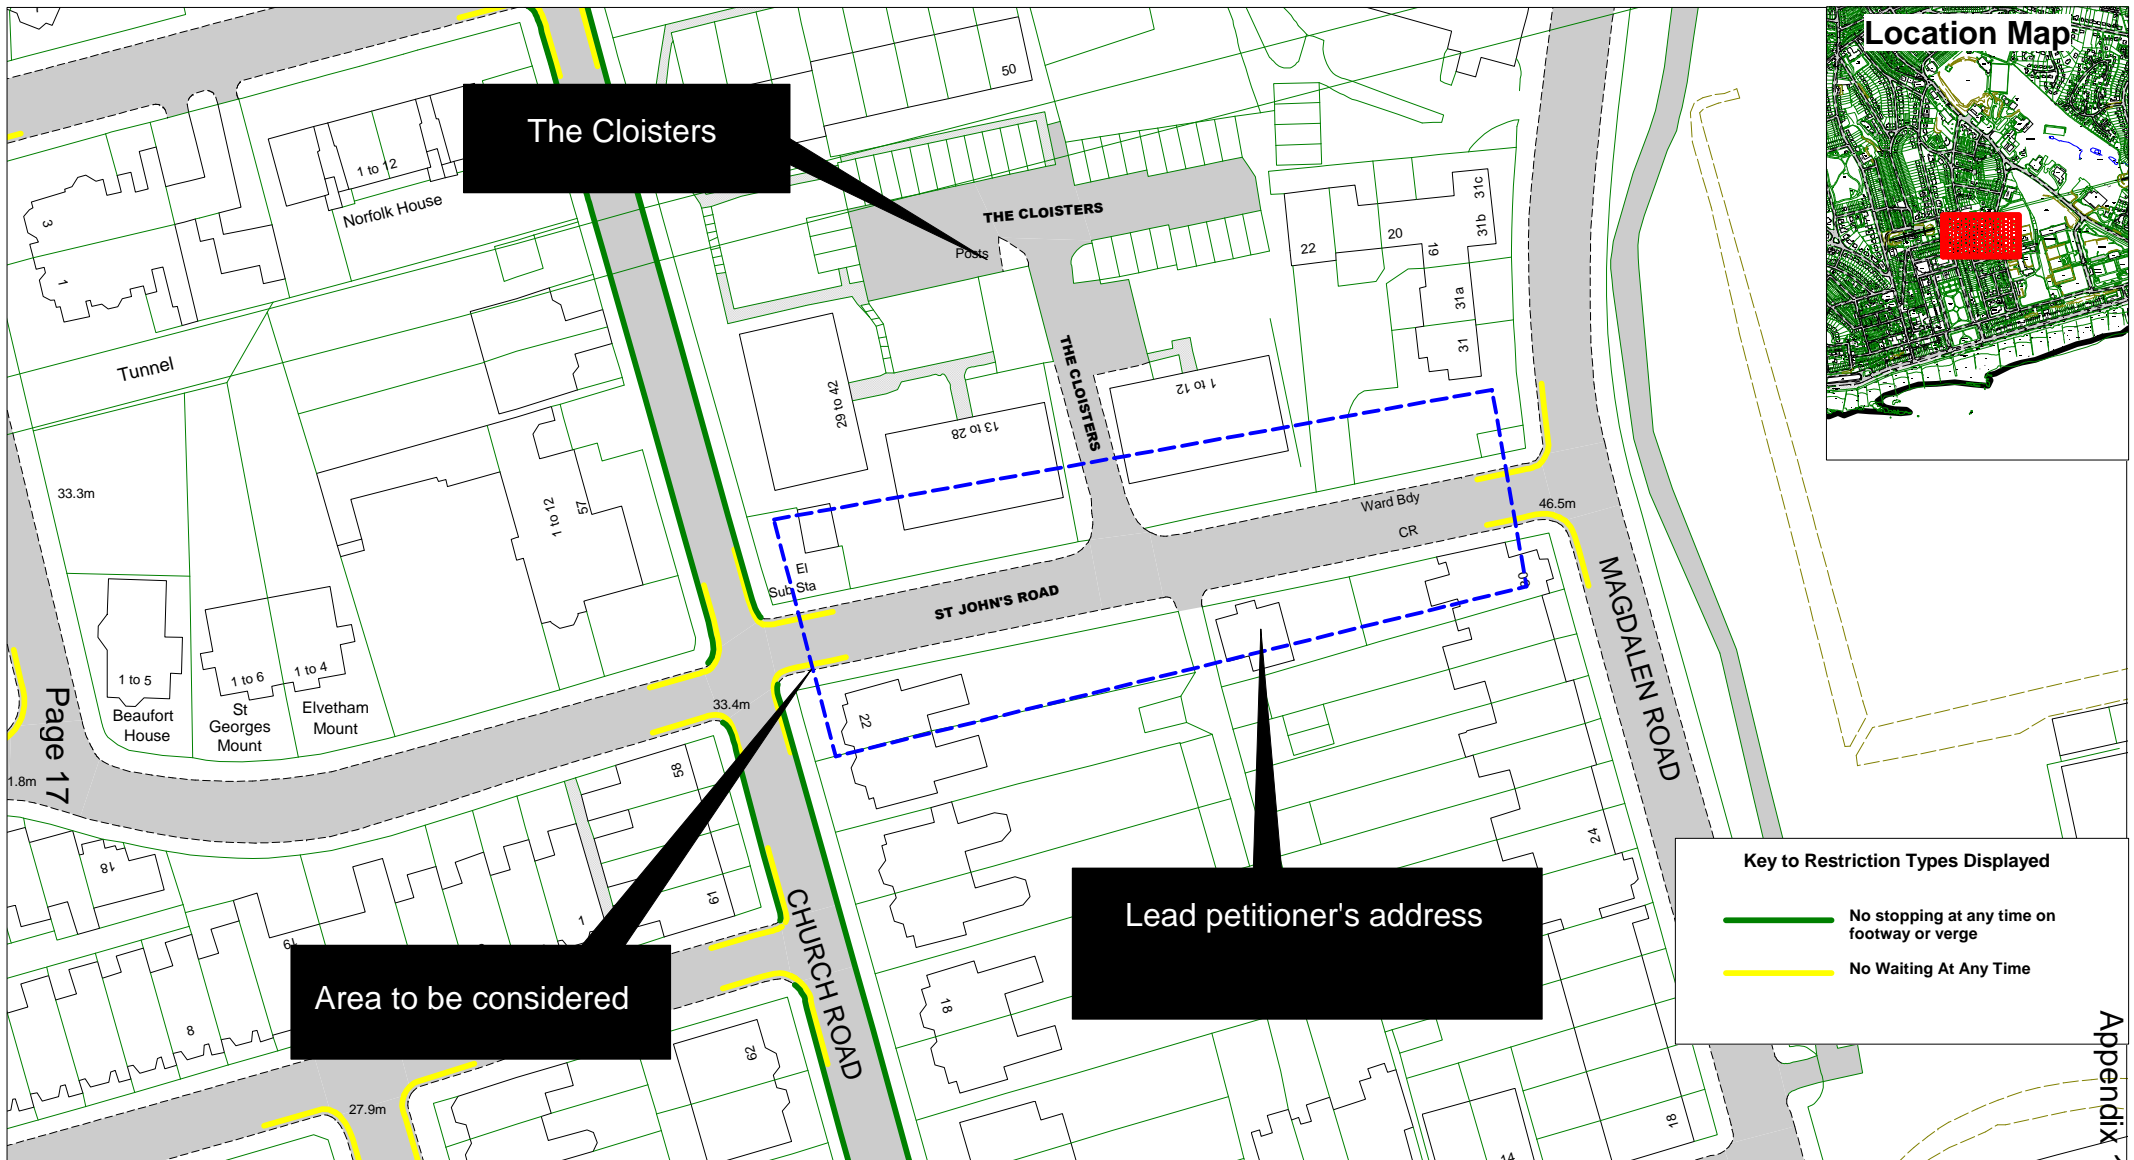 Location Map
50
The Cloisters
1 to 12
Norfolk House
3
1
THE CLOISTERS
Posts
22
20
19
31c
31b
31a
31
Tunnel
THE CLOISTERS
29 to 42
13 to 28
1 to 12
33.3m
1 to 12
57
Ward Bdy
CR
46.5m
El
Sub Sta
ST JOHN'S ROAD
30
MAGDALEN ROAD
1 to 5
Beaufort
House
1 to 6
St
Georges
Mount
1 to 4
Elvetham
Mount
33.4m
22
Page 17
1.8m
58
61
18
1
19
8
CHURCH ROAD
Area to be considered
Lead petitioner's address
24
18
62
27.9m
18
14
Key to Restriction Types Displayed
No stopping at any time on
footway or verge
No Waiting At Any Time
Appendix